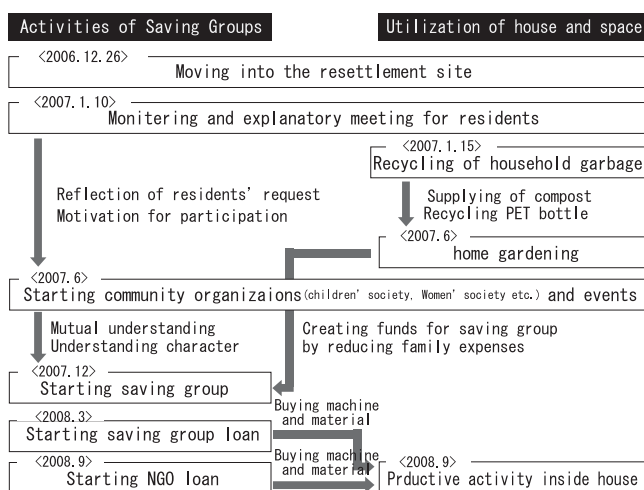 Activities of Saving Groups
Utilization of house and space
<2006.12.26>
Moving into the resettlement site
<2007.1.10>
Monitering and explanatory meeting for residents
<2007.1.15>
Recycling of household garbage
Reflection of residents' request
Motivation for participation
Supplying of compost
Recycling PET bottle
<2007.6>
home gardening
<2007.6>
Starting community organizaions(children' society. Women' society etc.) and events
Mutual understanding
Understanding character
Creating funds for saving group
by reducing family expenses
<2007.12>
Starting saving group
Buying machine
and material
<2008.3>
Starting saving group loan
Buying machine
and material
<2008.9>
Starting NGO loan
<2008.9>
Prductive activity inside house